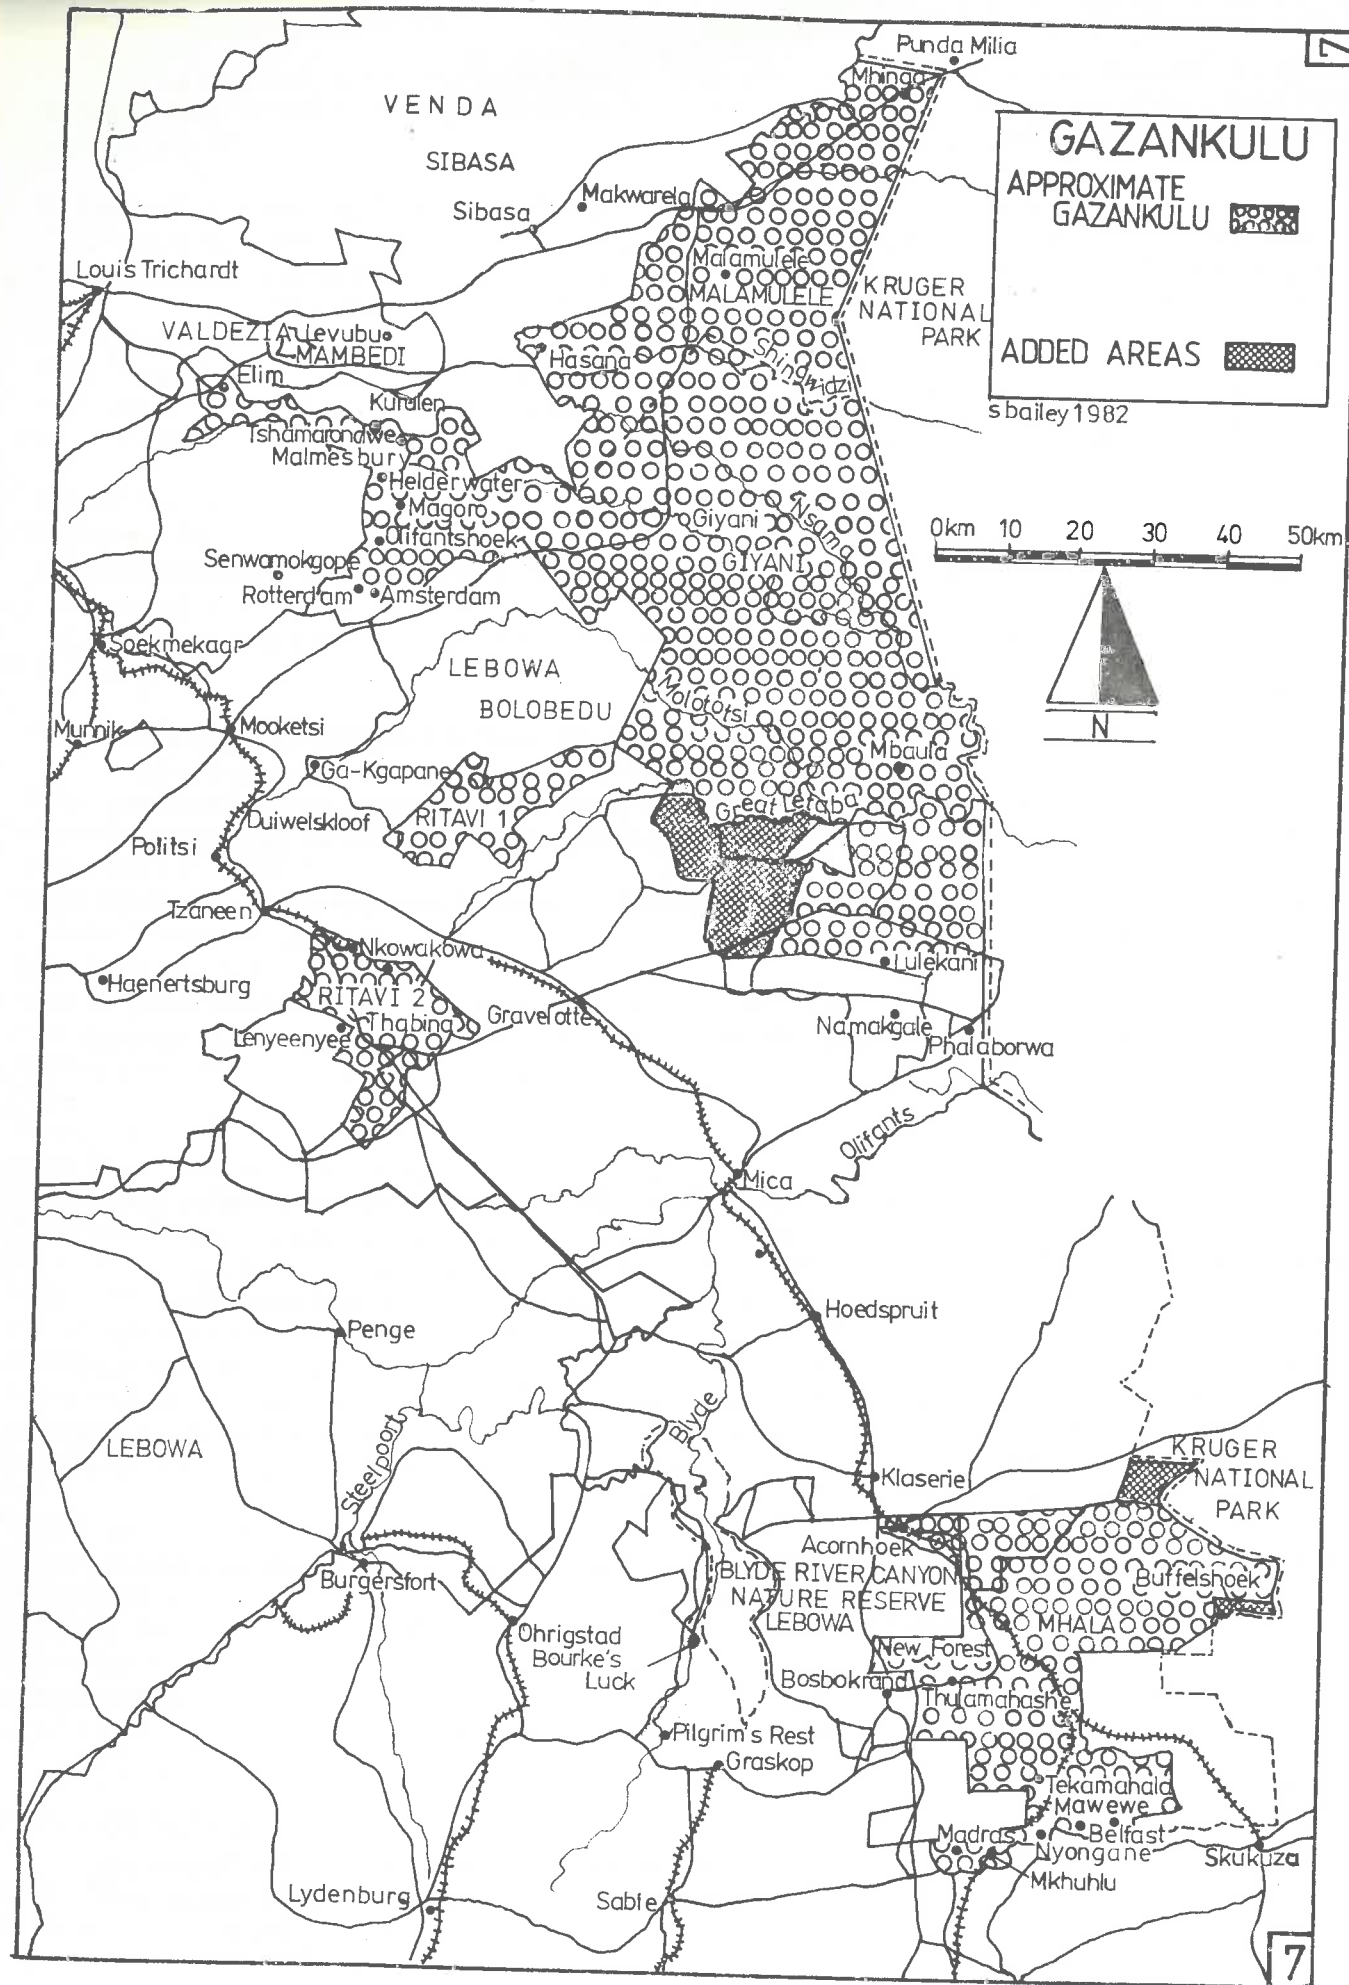 7
Punda Milia
Mhinga
VENDA
SIBASA
Makwarela
Sibasa
GAZANKULU
APPROXIMATE
GAZANKULU
ADDED AREAS
sbailey 1982
Malamulele
MALAMULELE
KRUGER
NATIONAL
PARK
Louis Trichardt
VALDEZIA
Levubu
MAMBEDI
Hasana
Shingwidzi
Elim
Kurulen
Tshamarondwe
Malmesbury
Helderwater
Magoro
Olifantshoek
Giyani
GIYANI
Nsama
0km 10 20 30 40 50km
N
Senwamokgope
Rotterdam
Amsterdam
Soekmekaar
LEBOWA
BOLOBEDU
Molototsi
Munnik
Mooketsi
Mbaula
Ga-Kgapane
Great Letaba
Duiwelskloof
RITAVI 1
Politsi
Tzaneen
Nkowakowa
Lulekani
Haenertsburg
RITAVI 2
Thabina
Gravelotte
Lenyeenyee
Namakgale
Phalaborwa
Olifants
Mica
Hoedspruit
Penge
Blyde
LEBOWA
Steelpoort
Klaserie
KRUGER
NATIONAL
PARK
Acornhoek
BLYDE RIVER CANYON
NATURE RESERVE
LEBOWA
Buffelshoek
MHALA
Burgersfort
Ohrigstad
Bourke's
Luck
New Forest
Bosbokrand
Thulamahashe
Pilgrim's Rest
Graskop
Tekamahala
Mawewe
Belfast
Madras
Nyongane
Skukuza
Mkhuhlu
Lydenburg
Sabie
7